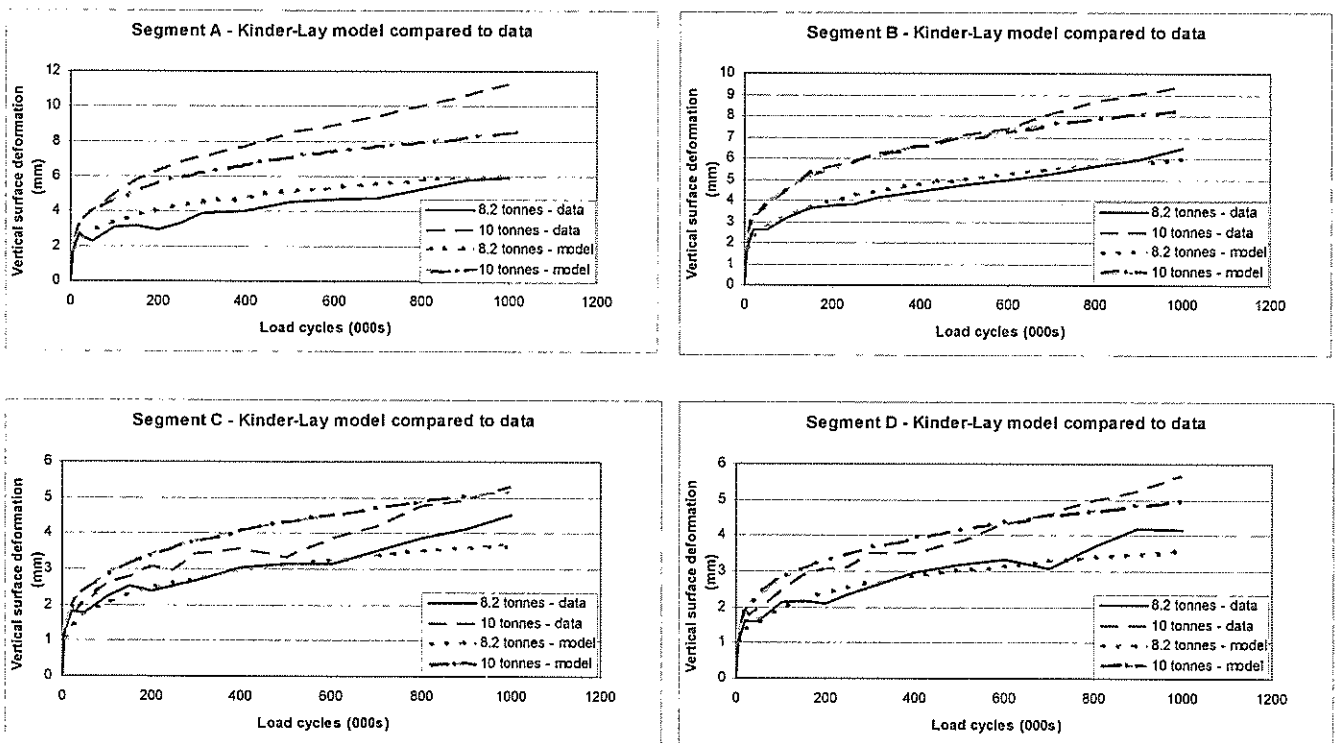 Segment A - Kinder-Lay model compared to data
Vertical surface deformation
(mm)
12
10
8
6
4
2
0
8.2 tonnes - data
10 tonnes - data
8.2 tonnes - model
10 tonnes - model
0 200 400 600 800 1000 1200
Load cycles (000s)
Segment B - Kinder-Lay model compared to data
Vertical surface deformation
(mm)
10
9
8
7
6
5
4
3
2
1
0
8.2 tonnes - data
10 tonnes - data
8.2 tonnes - model
10 tonnes - model
0 200 400 600 800 1000 1200
Load cycles (000s)
Segment C - Kinder-Lay model compared to data
Vertical surface deformation
(mm)
6
5
4
3
2
1
0
8.2 tonnes - data
10 tonnes - data
8.2 tonnes - model
10 tonnes - model
0 200 400 600 800 1000 1200
Load cycles (000s)
Segment D - Kinder-Lay model compared to data
Vertical surface deformation
(mm)
6
5
4
3
2
1
0
8.2 tonnes - data
10 tonnes - data
8.2 tonnes - model
10 tonnes - model
0 200 400 600 800 1000 1200
Load cycles (000s)